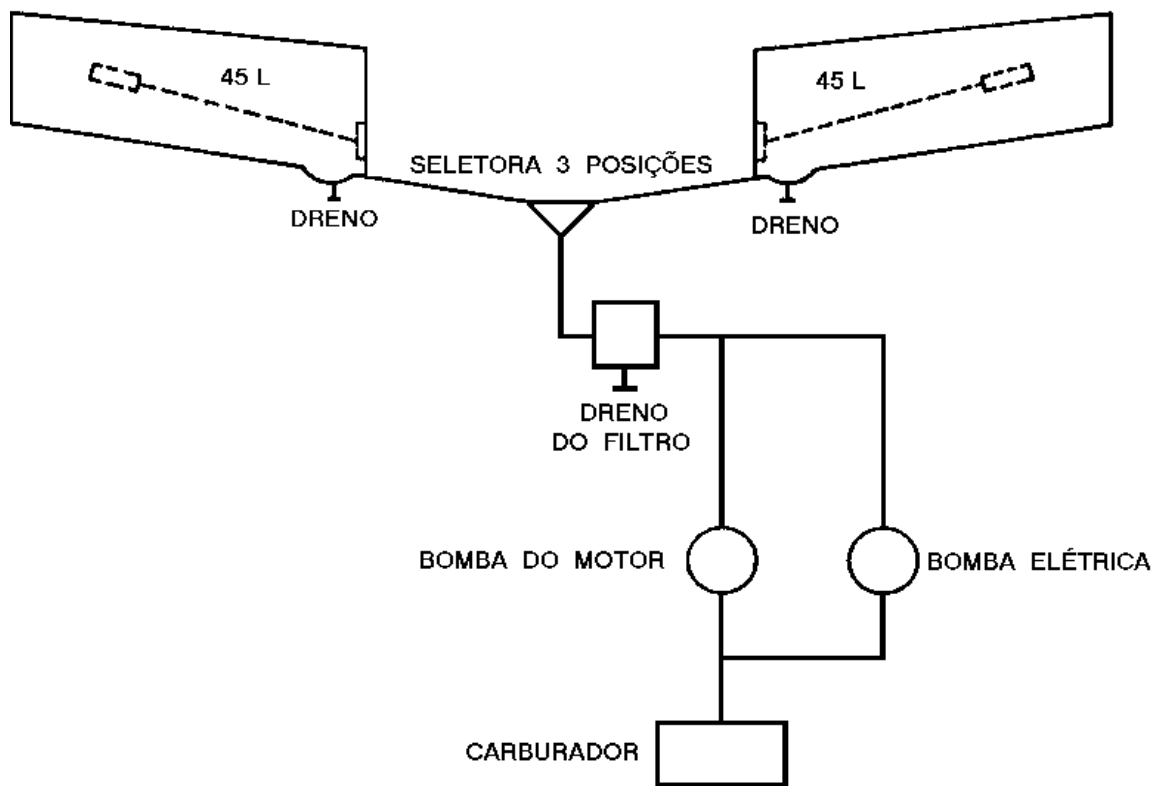 45 L
45 L
SELETORA 3 POSIÇÕES
DRENO
DRENO
DRENO
DO FILTRO
BOMBA DO MOTOR
BOMBA ELÉTRICA
CARBURADOR